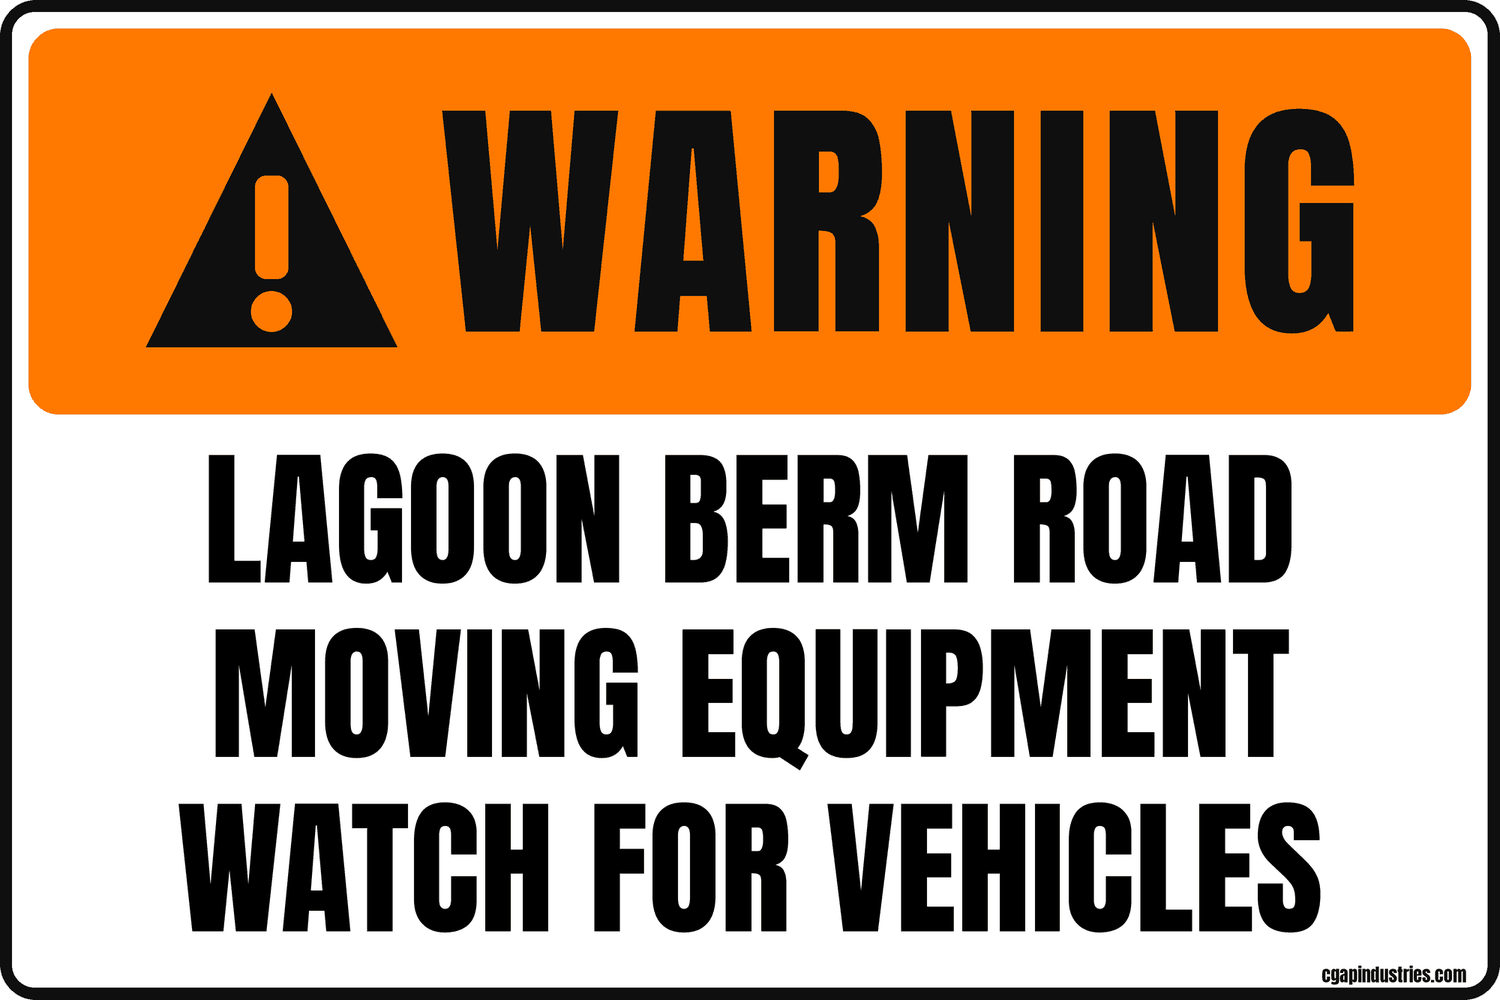 WARNING
LAGOON BERM ROAD
MOVING EQUIPMENT
WATCH FOR VEHICLES
cgapindustries.com